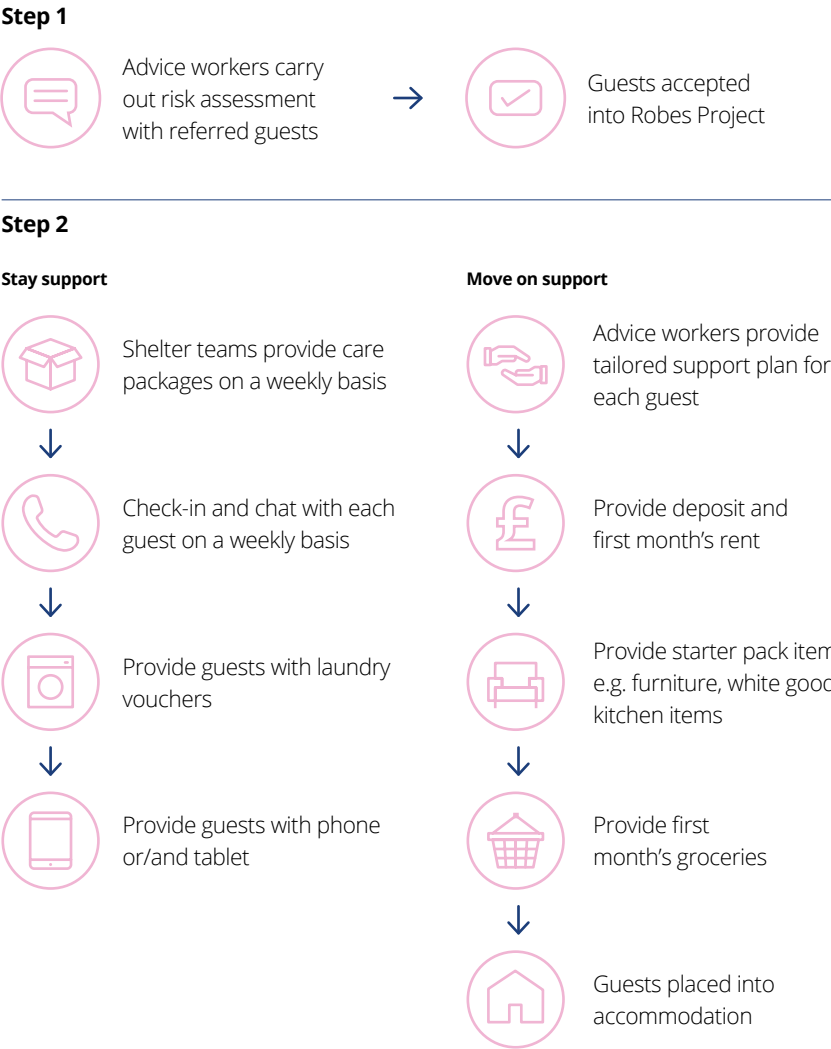 Step 1
Advice workers carry
out risk assessment
with referred guests
Guests accepted
into Robes Project
Step 2
Stay support
Shelter teams provide care
packages on a weekly basis
Check-in and chat with each
guest on a weekly basis
Provide guests with laundry
vouchers
Provide guests with phone
or/and tablet
Move on support
Advice workers provide
tailored support plan for
each guest
£
Provide deposit and
first month’s rent
Provide starter pack
e.g. furniture, white
kitchen items
Provide first
month’s groceries
Guests placed into
accommodation